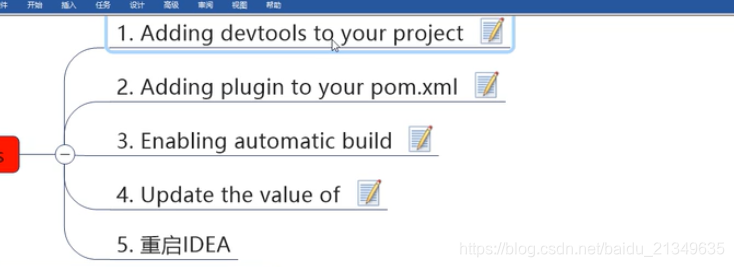 件 开始 插入 任务 设计 高级 审阅 视图 帮助
1. Adding devtools to your project
2. Adding plugin to your pom.xml
3. Enabling automatic build
s
4. Update the value of
5. 重启IDEA
https://blog.csdn.net/baidu_21349635